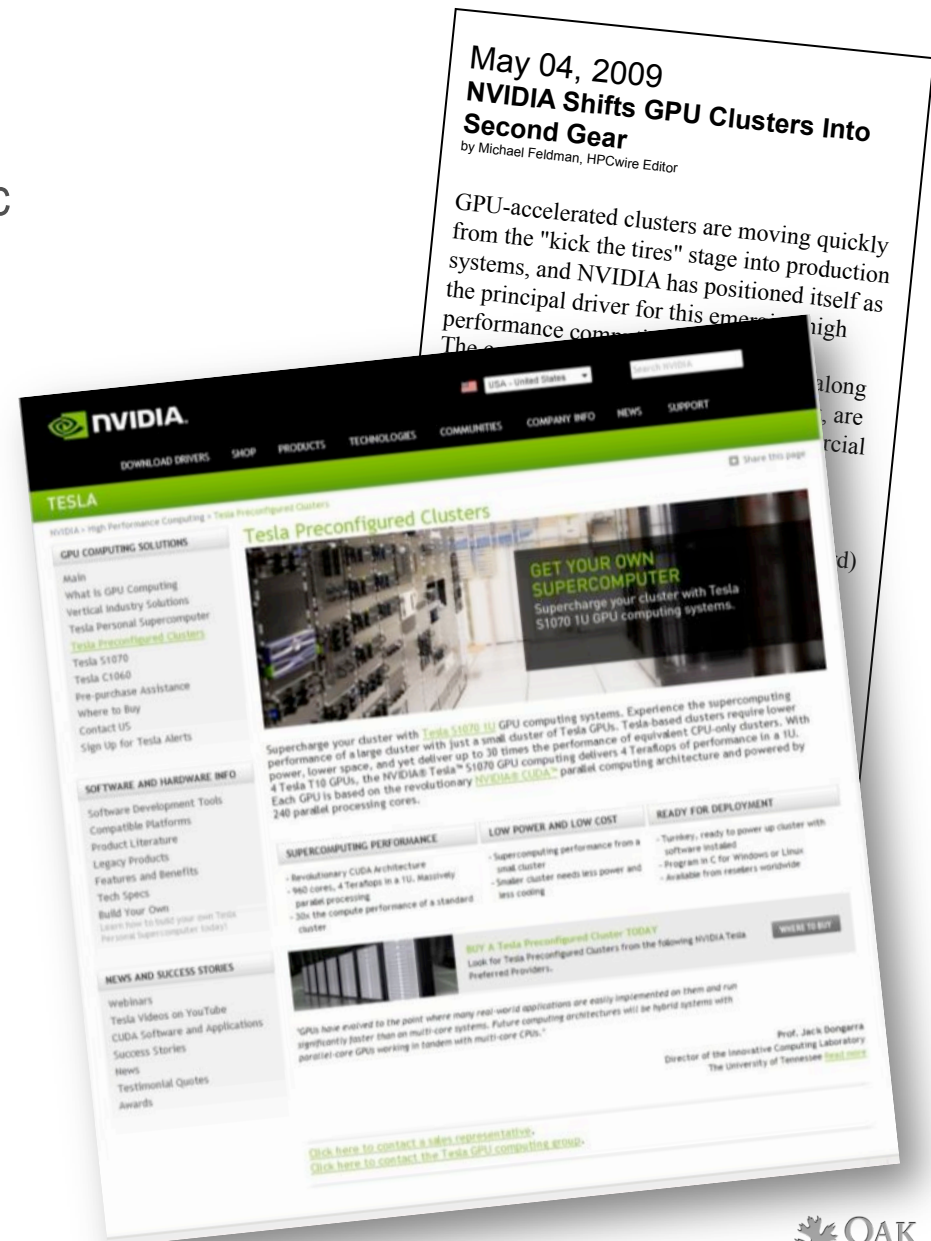 C
May 04, 2009
NVIDIA Shifts GPU Clusters Into
Second Gear
by Michael Feldman, HPCwire Editor
GPU-accelerated clusters are moving quickly
from the "kick the tires" stage into production
systems, and NVIDIA has positioned itself as
the principal driver for this high
performance
The
along
, are
rd)
NVIDIA.
USA - United States
Search NVIDIA
DOWNLOAD DRIVERS SHOP PRODUCTS TECHNOLOGIES COMMUNITIES COMPANY INFO NEWS SUPPORT
TESLA
Share this page
NVIDIA > High Performance Computing > Tesla Preconfigured Clusters
GPU COMPUTING SOLUTIONS
Main
What is GPU Computing
Vertical Industry Solutions
Tesla Personal Supercomputer
Tesla Preconfigured Clusters
Tesla S1070
Tesla C1060
Pre-purchase Assistance
Where to Buy
Contact US
Sign Up for Tesla Alerts
SOFTWARE AND HARDWARE INFO
Software Development Tools
Compatible Platforms
Product Literature
Legacy Products
Features and Benefits
Tech Specs
Build Your Own
Learn how to build your own Tesla
Personal Supercomputer today!
NEWS AND SUCCESS STORIES
Webinars
Tesla Videos on YouTube
CUDA Software and Applications
Success Stories
News
Testimonial Quotes
Awards
Tesla Preconfigured Clusters
GET YOUR OWN
SUPERCOMPUTER
Supercharge your cluster with Tesla
S1070 1U GPU computing systems.
Supercharge your cluster with Tesla S1070 1U GPU computing systems. Experience the supercomputing
performance of a large cluster with just a small cluster of Tesla GPUs. Tesla-based clusters require lower
power, lower space, and yet deliver up to 30 times the performance of equivalent CPU-only clusters. With
4 Tesla T10 GPUs, the NVIDIA® Tesla™ S1070 GPU computing delivers 4 Teraflops of performance in a 1U.
Each GPU is based on the revolutionary NVIDIA® CUDA™ parallel computing architecture and powered by
240 parallel processing cores.
SUPERCOMPUTING PERFORMANCE
- Revolutionary CUDA Architecture
- 960 cores, 4 Teraflops in a 1U. Massively
parallel processing
- 30x the compute performance of a standard
cluster
LOW POWER AND LOW COST
- Supercomputing performance from a
small cluster
- Smaller cluster needs less power and
less cooling
READY FOR DEPLOYMENT
- Turnkey, ready to power up cluster with
software installed
- Program in C for Windows or Linux
- Available from resellers worldwide
BUY A Tesla Preconfigured Cluster TODAY
Look for Tesla Preconfigured Clusters from the following NVIDIA Tesla
Preferred Providers.
WHERE TO BUY
"GPUs have evolved to the point where many real-world applications are easily implemented on them and run
significantly faster than on multi-core systems. Future computing architectures will be hybrid systems with
parallel-core GPUs working in tandem with multi-core CPUs."
Prof. Jack Dongarra
Director of the Innovative Computing Laboratory
The University of Tennessee Read more
Click here to contact a sales representative.
Click here to contact the Tesla GPU computing group.
OAK